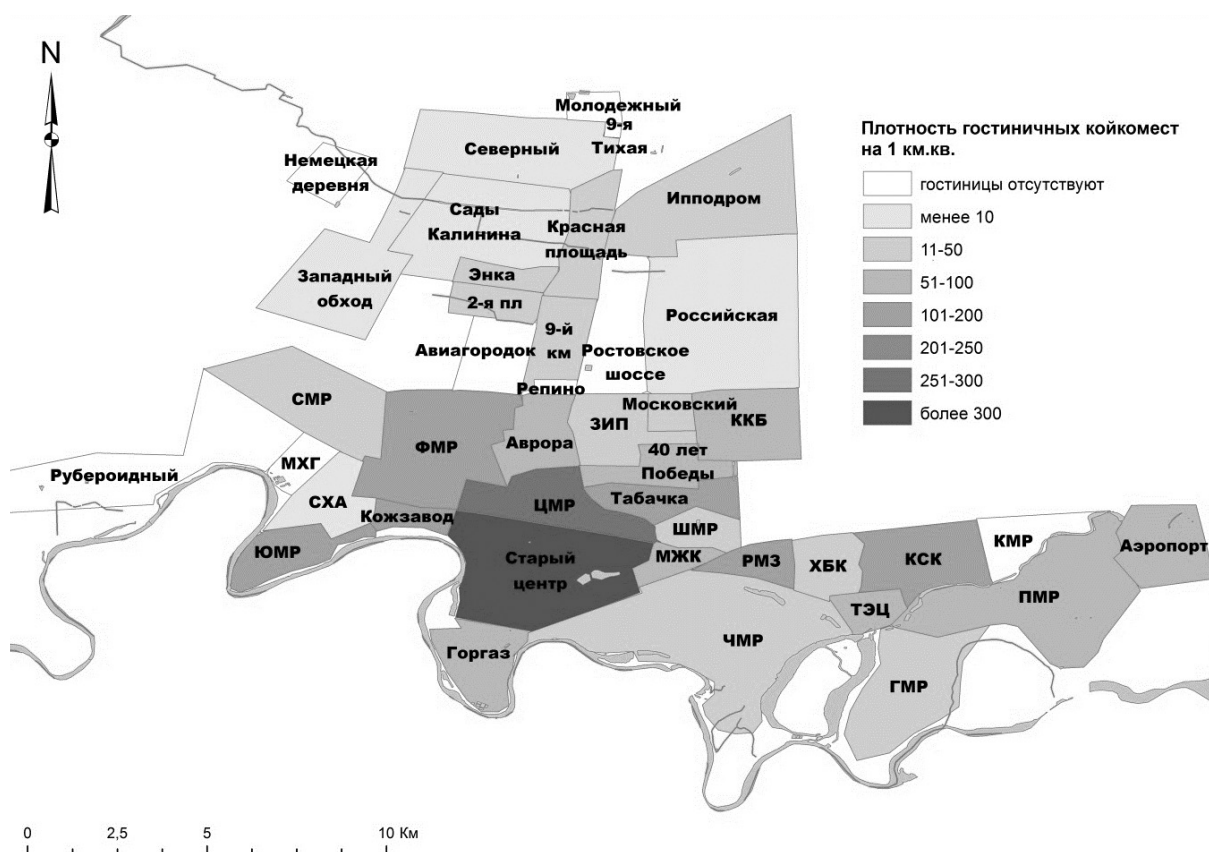 N
Молодежный
9-я
Тихая
Северный
Немецкая
деревня
Ипподром
Сады
Калинина
Красная
площадь
Западный
обход
Энка
2-я пл
Российская
9-й
км
Авиагородок
Ростовское
шоссе
Репино
СМР
Московский
ЗИП
ККБ
Аврора
ФМР
40 лет
Победы
МХГ
Рубероидный
СХА
Табачка
ЦМР
Кожзавод
ШМР
ЮМР
Старый
центр
МЖК
РМЗ
ХБК
КСК
КМР
Аэропорт
ПМР
ТЭЦ
ЧМР
Горгаз
ГМР
Плотность гостиничных койкомест
на 1 км.кв.
гостиницы отсутствуют
менее 10
11-50
51-100
101-200
201-250
251-300
более 300
0 2,5 5 10 Км